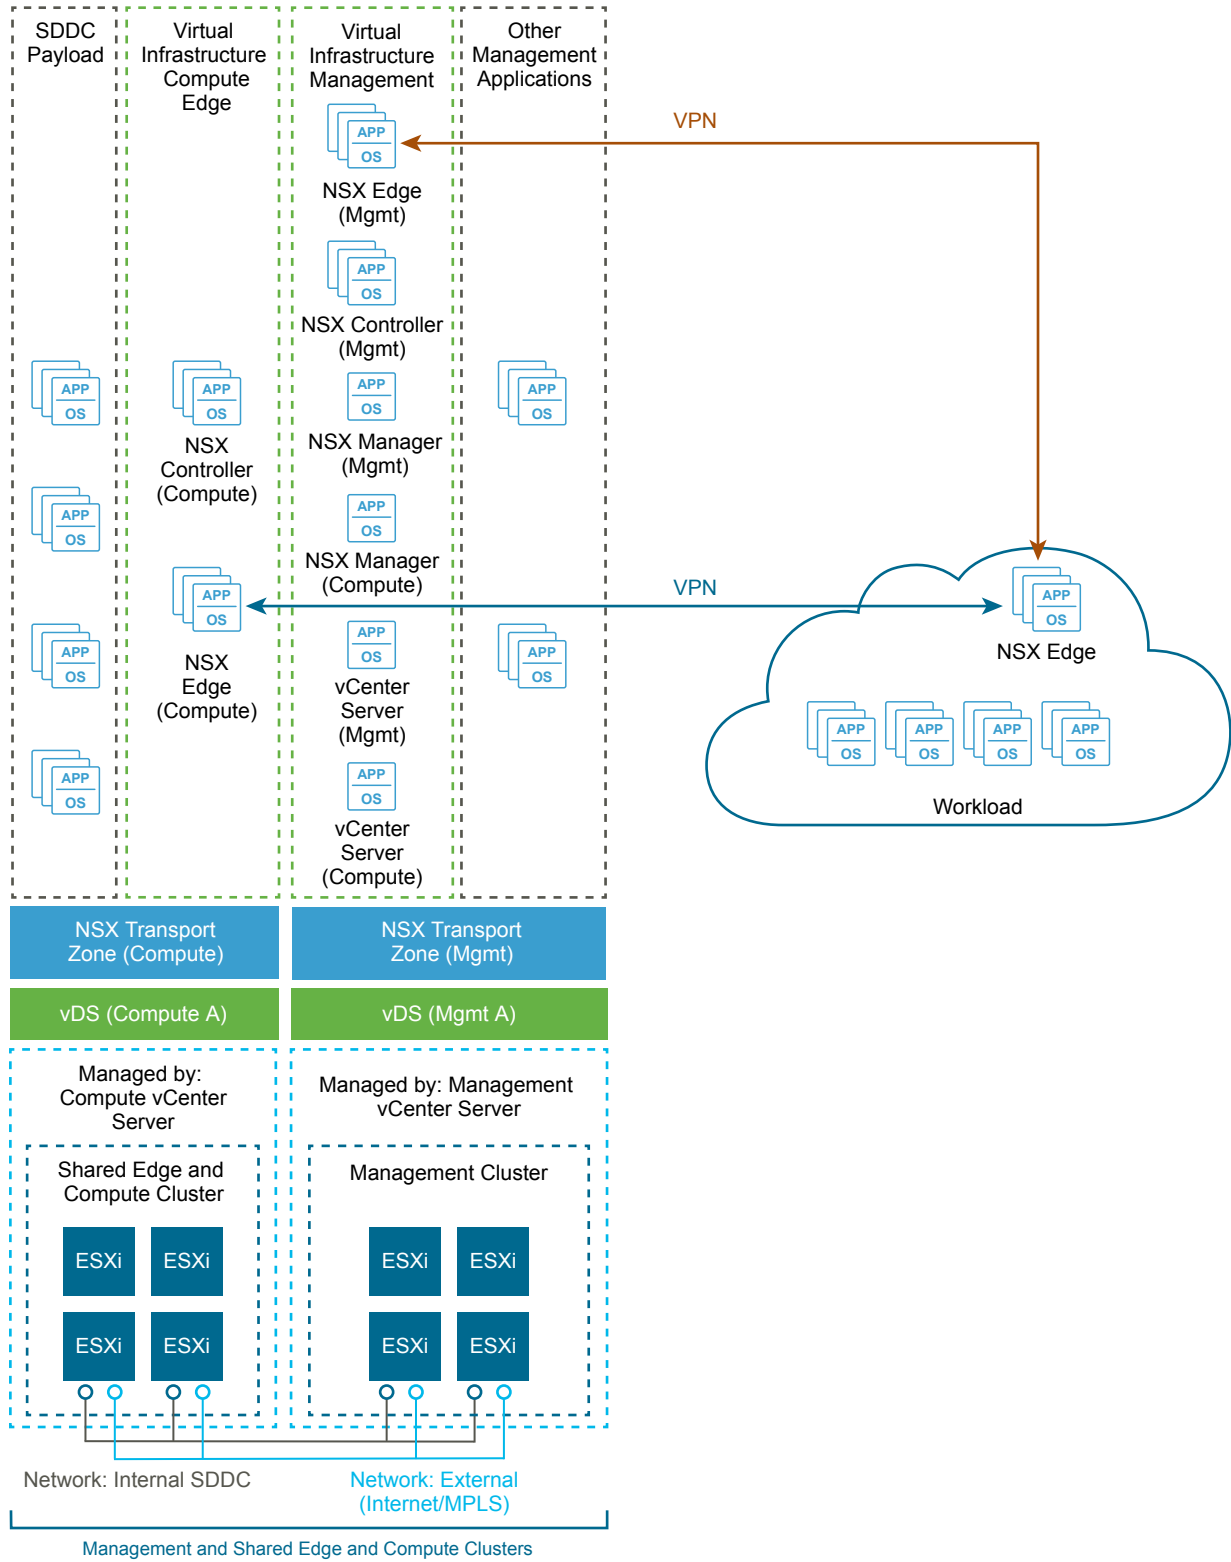 SDDC
Payload
Virtual
Infrastructure
Compute
Edge
Virtual
Infrastructure
Management
Other
Management
Applications
APP
OS
NSX Edge
(Mgmt)
APP
OS
NSX Controller
(Mgmt)
APP
OS
NSX Manager
(Mgmt)
APP
OS
NSX Manager
(Compute)
APP
OS
vCenter
Server
(Mgmt)
APP
OS
vCenter
Server
(Compute)
APP
OS
APP
OS
APP
OS
APP
OS
APP
OS
NSX
Controller
(Compute)
APP
OS
NSX
Edge
(Compute)
APP
OS
APP
OS
VPN
VPN
APP
OS
NSX Edge
APP
OS
APP
OS
APP
OS
APP
OS
Workload
NSX Transport
Zone (Compute)
NSX Transport
Zone (Mgmt)
vDS (Compute A)
vDS (Mgmt A)
Managed by:
Compute vCenter
Server
Managed by: Management
vCenter Server
Shared Edge and
Compute Cluster
Management Cluster
ESXi
ESXi
ESXi
ESXi
ESXi
ESXi
ESXi
ESXi
Network: Internal SDDC
Network: External
(Internet/MPLS)
Management and Shared Edge and Compute Clusters